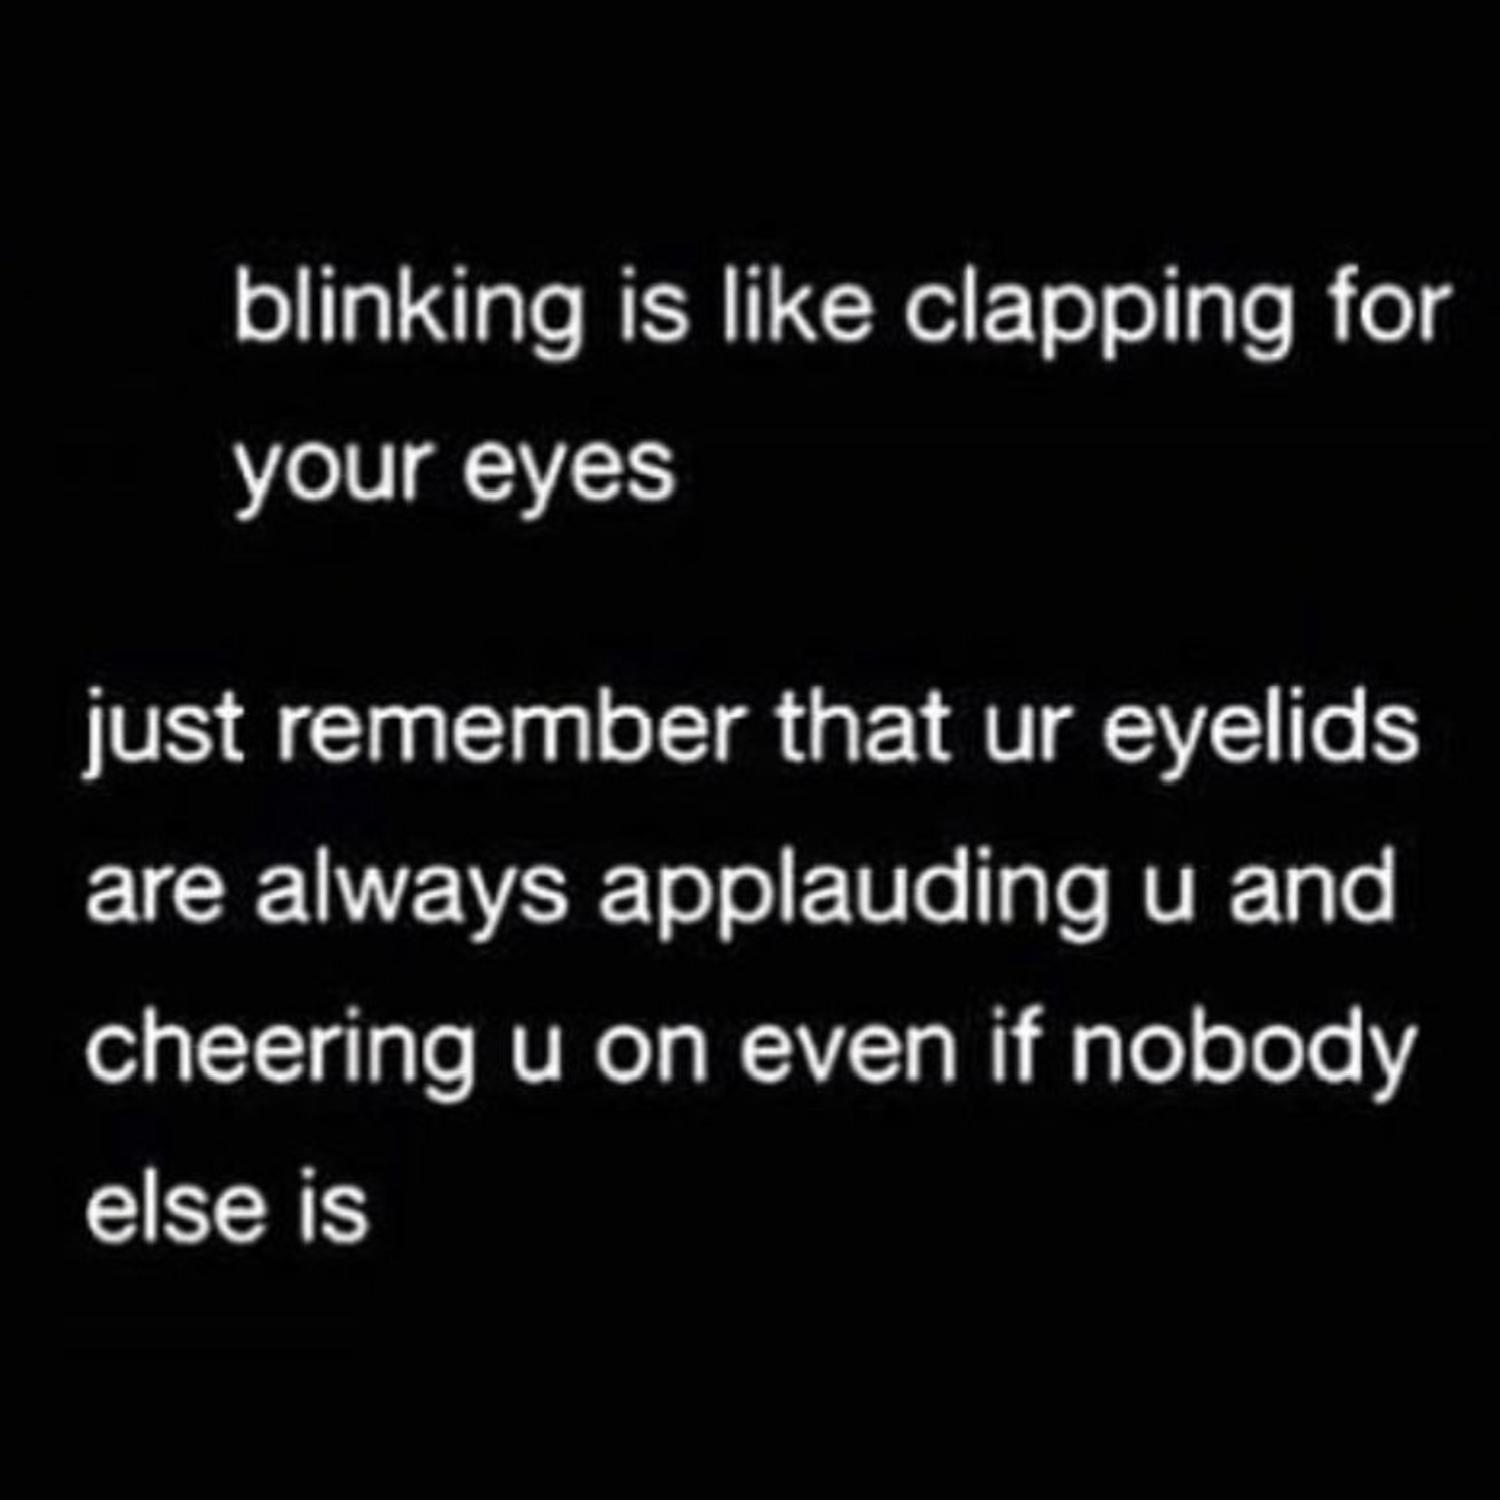 blinking is like clapping for
your eyes
just remember that ur eyelids
are always applauding u and
cheering u on even if nobody
else is